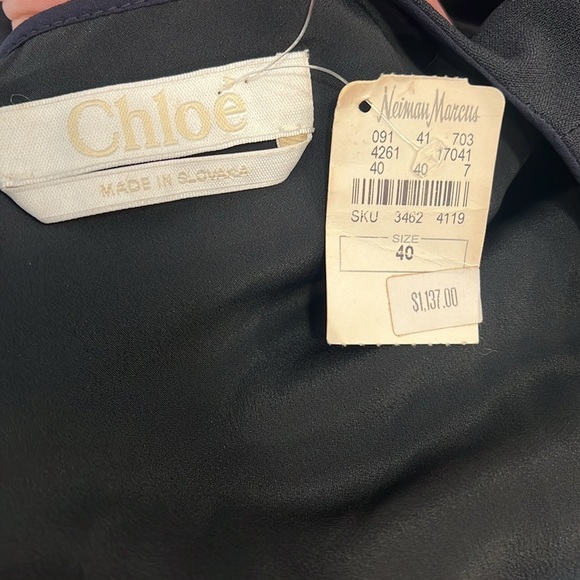 Chloé
MADE IN SLOVAKIA
Neiman Marcus
091 41 703
4261 17041
40 40 7
SKU 3462 4119
SIZE
40
$1,137.00